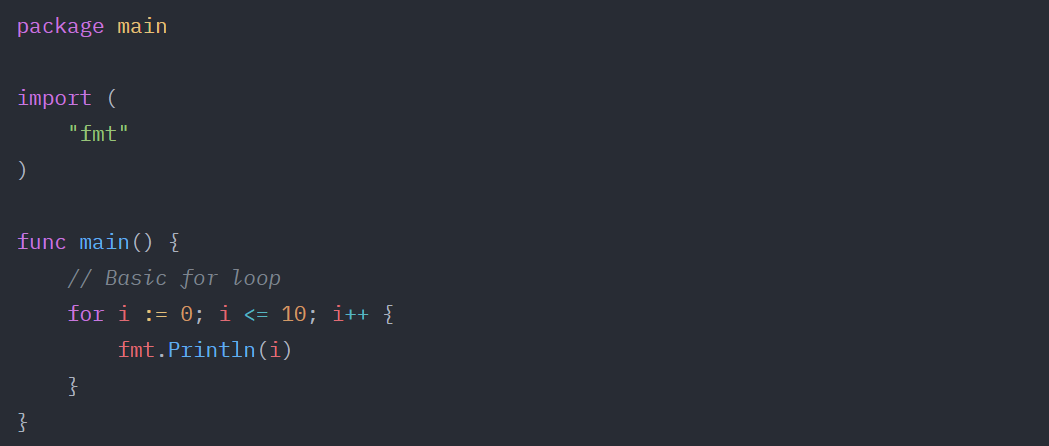 package main

import (
    "fmt"
)

func main() {
    // Basic for loop
    for i := 0; i <= 10; i++ {
        fmt.Println(i)
    }
}